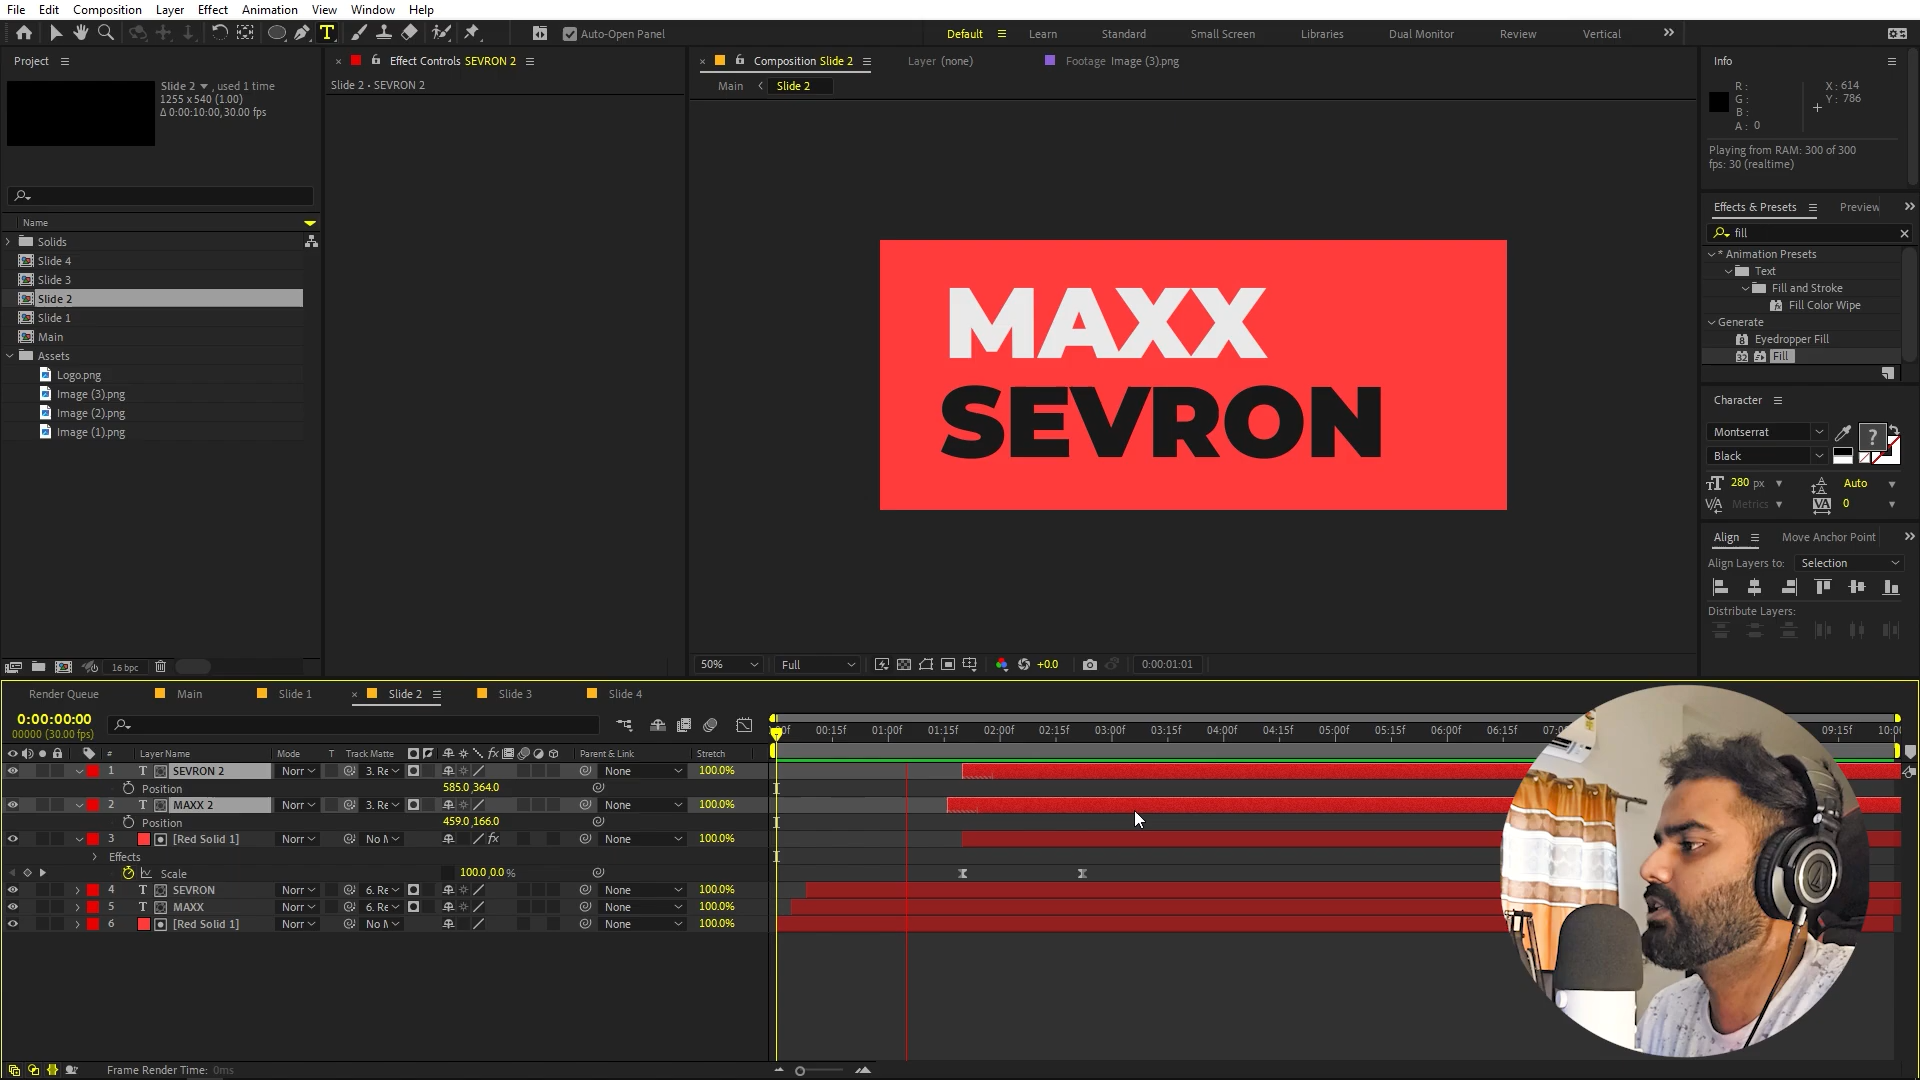 File Edit Composition Layer Effect Animation View Window Help
Auto-Open Panel
Default Learn Standard Small Screen Libraries Dual Monitor Review Vertical
Project
Slide 2 , used 1 time
1255 x 540 (1.00)
Δ 0:00:10:00, 30.00 fps
Name
Solids
Slide 4
Slide 3
Slide 2
Slide 1
Main
Assets
Logo.png
Image (3).png
Image (2).png
Image (1).png
16 bpc
Effect Controls SEVRON 2
Slide 2 • SEVRON 2
Composition Slide 2
Layer (none)
Footage Image (3).png
Main Slide 2
MAXX
SEVRON
50% Full +0.0 0:00:01:01
Info
R :
G :
B :
A : 0
X : 614
Y : 786
Playing from RAM: 300 of 300
fps: 30 (realtime)
Effects & Presets Preview
fill
* Animation Presets
Text
Fill and Stroke
Fill Color Wipe
Generate
Eyedropper Fill
Fill
Character
Montserrat
Black
280 px Auto
Metrics 0
Align Move Anchor Point
Align Layers to: Selection
Distribute Layers:
Render Queue Main Slide 1 Slide 2 Slide 3 Slide 4
0:00:00:00
00000 (30.00 fps)
00:15f 01:00f 01:15f 02:00f 02:15f 03:00f 03:15f 04:00f 04:15f 05:00f 05:15f 06:00f 06:15f 09:15f
# Layer Name Mode T Track Matte Parent & Link Stretch
1 T SEVRON 2 Norr 3. Re None 100.0%
Position 585.0,364.0
2 T MAXX 2 Norr 3. Re None 100.0%
Position 459.0,166.0
3 [Red Solid 1] Norr No M fx None 100.0%
Effects
Scale 100.0,0.0 %
4 T SEVRON Norr 6. Re None 100.0%
5 T MAXX Norr 6. Re None 100.0%
6 [Red Solid 1] Norr No M None 100.0%
Frame Render Time: 0ms